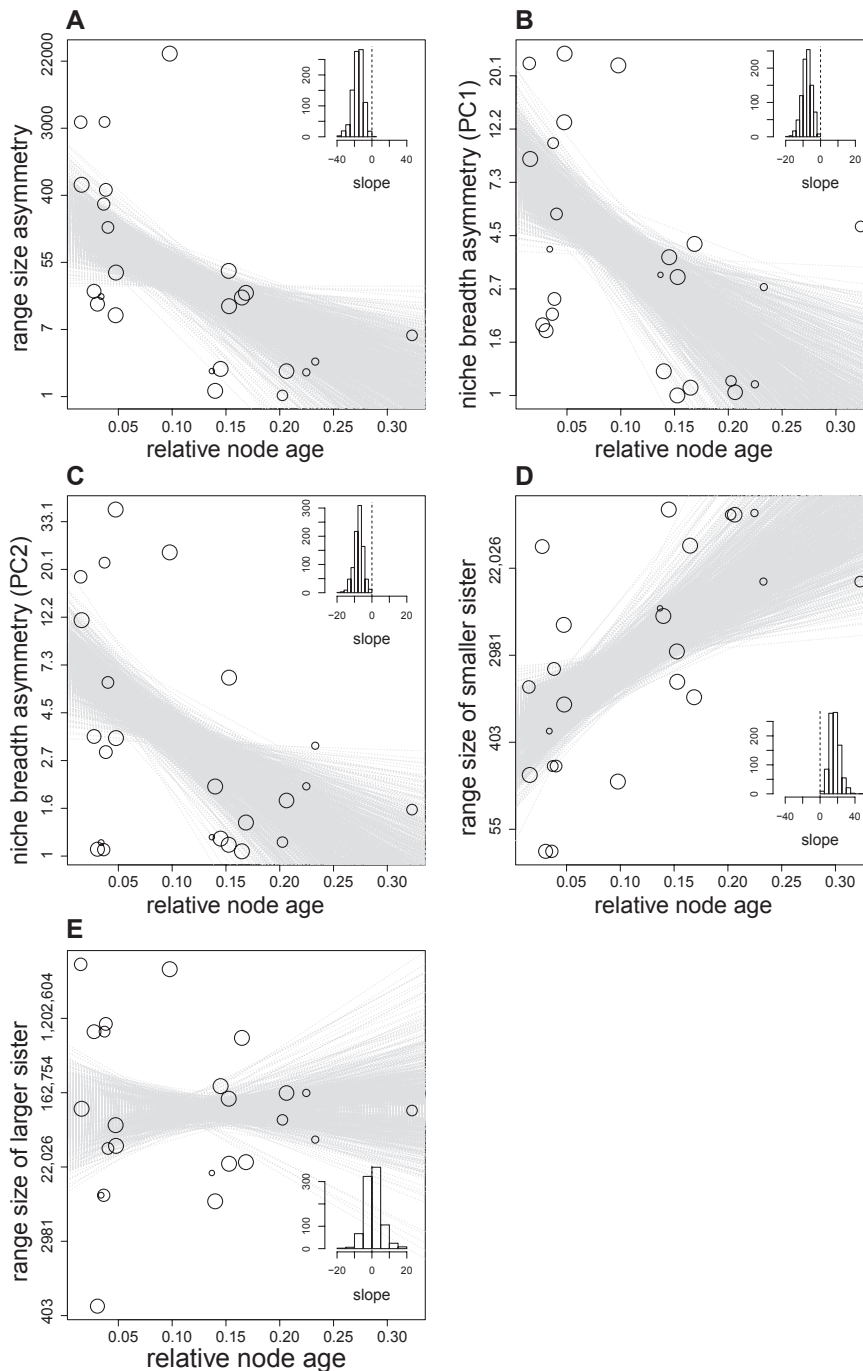 A
range size asymmetry
22000
3000
400
55
7
1
0.05 0.10 0.15 0.20 0.25 0.30
relative node age
0 100 200
−40 0 20 40
slope
B
niche breadth asymmetry (PC1)
20.1
12.2
7.3
4.5
2.7
1.6
1
0.05 0.10 0.15 0.20 0.25 0.30
relative node age
0 100 200
−40 0 20 40
slope
C
niche breadth asymmetry (PC2)
33.1
20.1
12.2
7.3
4.5
2.7
1.6
1
0.05 0.10 0.15 0.20 0.25 0.30
relative node age
0 100 200 300
−40 0 20 40
slope
D
range size of smaller sister
22,026
2981
403
55
0.05 0.10 0.15 0.20 0.25 0.30
relative node age
0 100 200
−40 0 20 40
slope
E
range size of larger sister
1,202,604
162,754
22,026
2981
403
0.05 0.10 0.15 0.20 0.25 0.30
relative node age
0 100 300
−20 0 10 20
slope